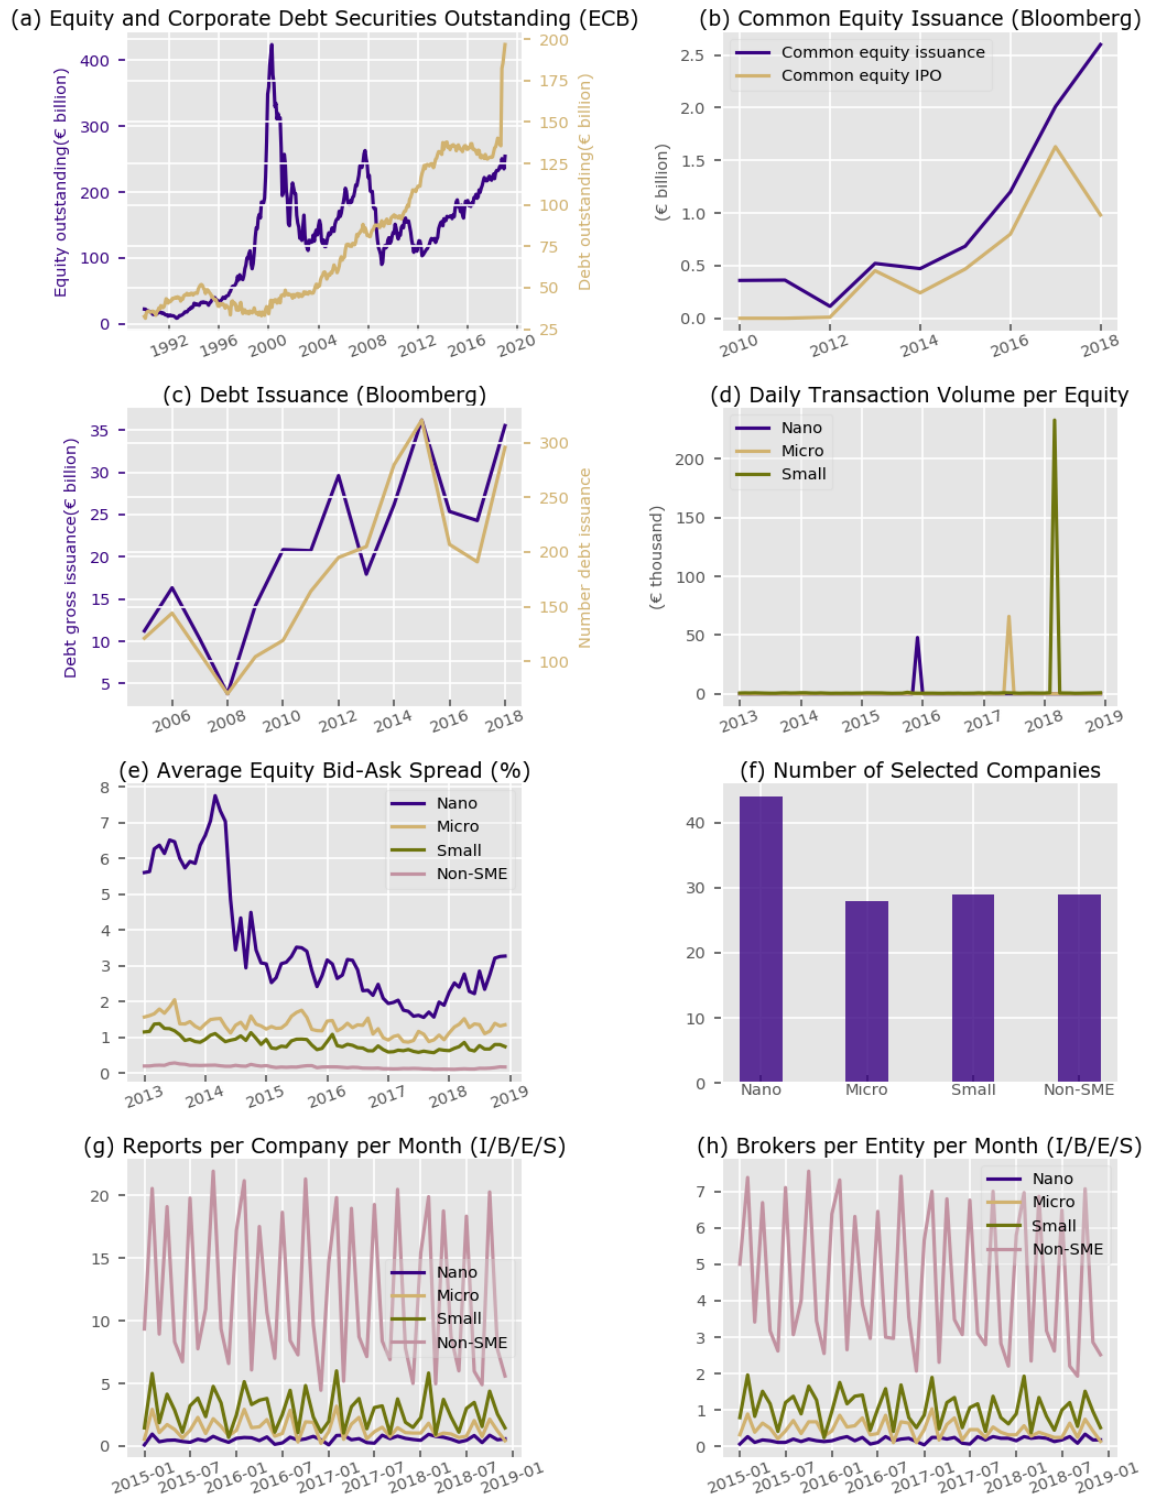 (a) Equity and Corporate Debt Securities Outstanding (ECB)
Equity outstanding(€ billion)
400
300
200
100
0
200
175
150
125
100
75
50
25
Debt outstanding(€ billion)
1992 1996 2000 2004 2008 2012 2016 2020
(b) Common Equity Issuance (Bloomberg)
Common equity issuance
Common equity IPO
(€ billion)
2.5
2.0
1.5
1.0
0.5
0.0
2010 2012 2014 2016 2018
(c) Debt Issuance (Bloomberg)
Debt gross issuance(€ billion)
35
30
25
20
15
10
5
300
250
200
150
100
Number debt issuance
2006 2008 2010 2012 2014 2016 2018
(d) Daily Transaction Volume per Equity
Nano
Micro
Small
(€ thousand)
200
150
100
50
0
2013 2014 2015 2016 2017 2018 2019
(e) Average Equity Bid-Ask Spread (%)
Nano
Micro
Small
Non-SME
8
7
6
5
4
3
2
1
0
2013 2014 2015 2016 2017 2018 2019
(f) Number of Selected Companies
40
30
20
10
0
Nano Micro Small Non-SME
(g) Reports per Company per Month (I/B/E/S)
20
15
10
5
0
Nano
Micro
Small
Non-SME
2015-01 2015-07 2016-01 2016-07 2017-01 2017-07 2018-01 2018-07 2019-01
(h) Brokers per Entity per Month (I/B/E/S)
Nano
Micro
Small
Non-SME
7
6
5
4
3
2
1
0
2015-01 2015-07 2016-01 2016-07 2017-01 2017-07 2018-01 2018-07 2019-01